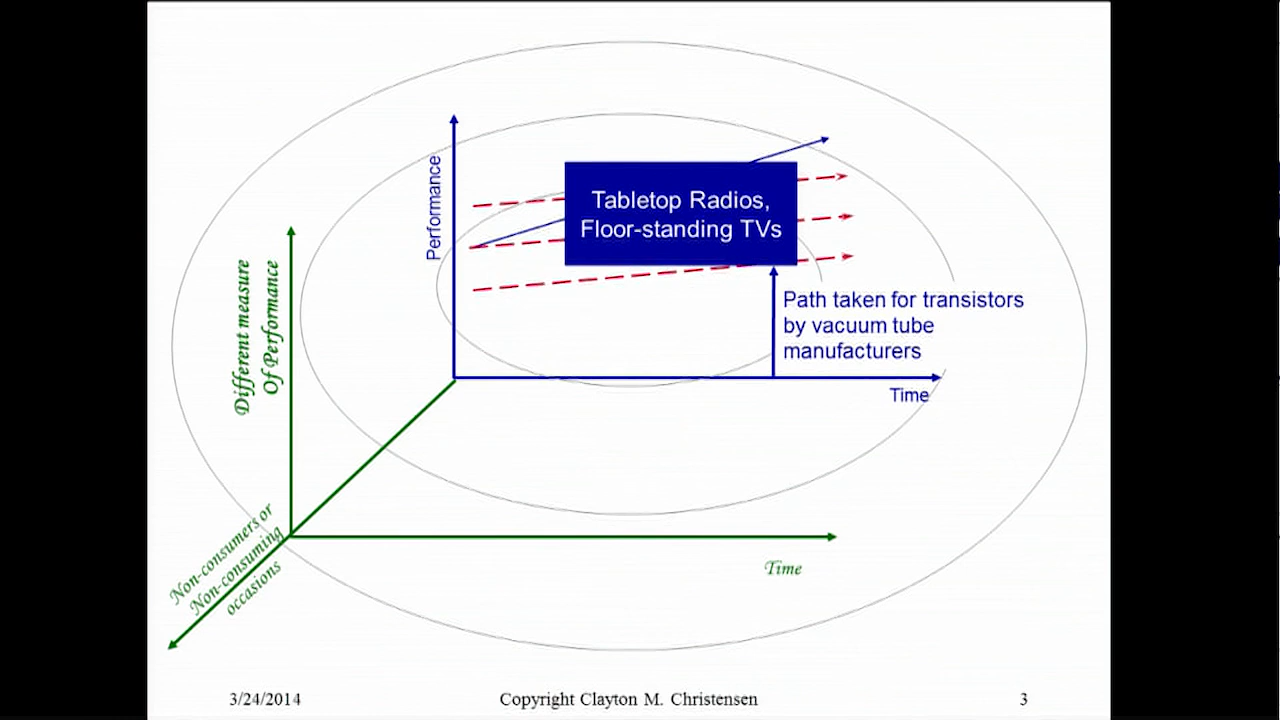 Performance
Tabletop Radios,
Floor-standing TVs
Path taken for transistors
by vacuum tube
manufacturers
Time
Different measure
Of Performance
Non-consumers or
Non-consuming
occasions
Time
3/24/2014
Copyright Clayton M. Christensen
3